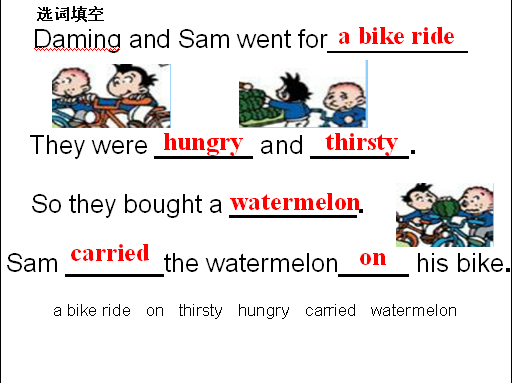 选词填空
Daming and Sam went for a bike ride
They were hungry and thirsty.
So they bought a watermelon.
Sam carried the watermelon on his bike.
a bike ride on thirsty hungry carried watermelon